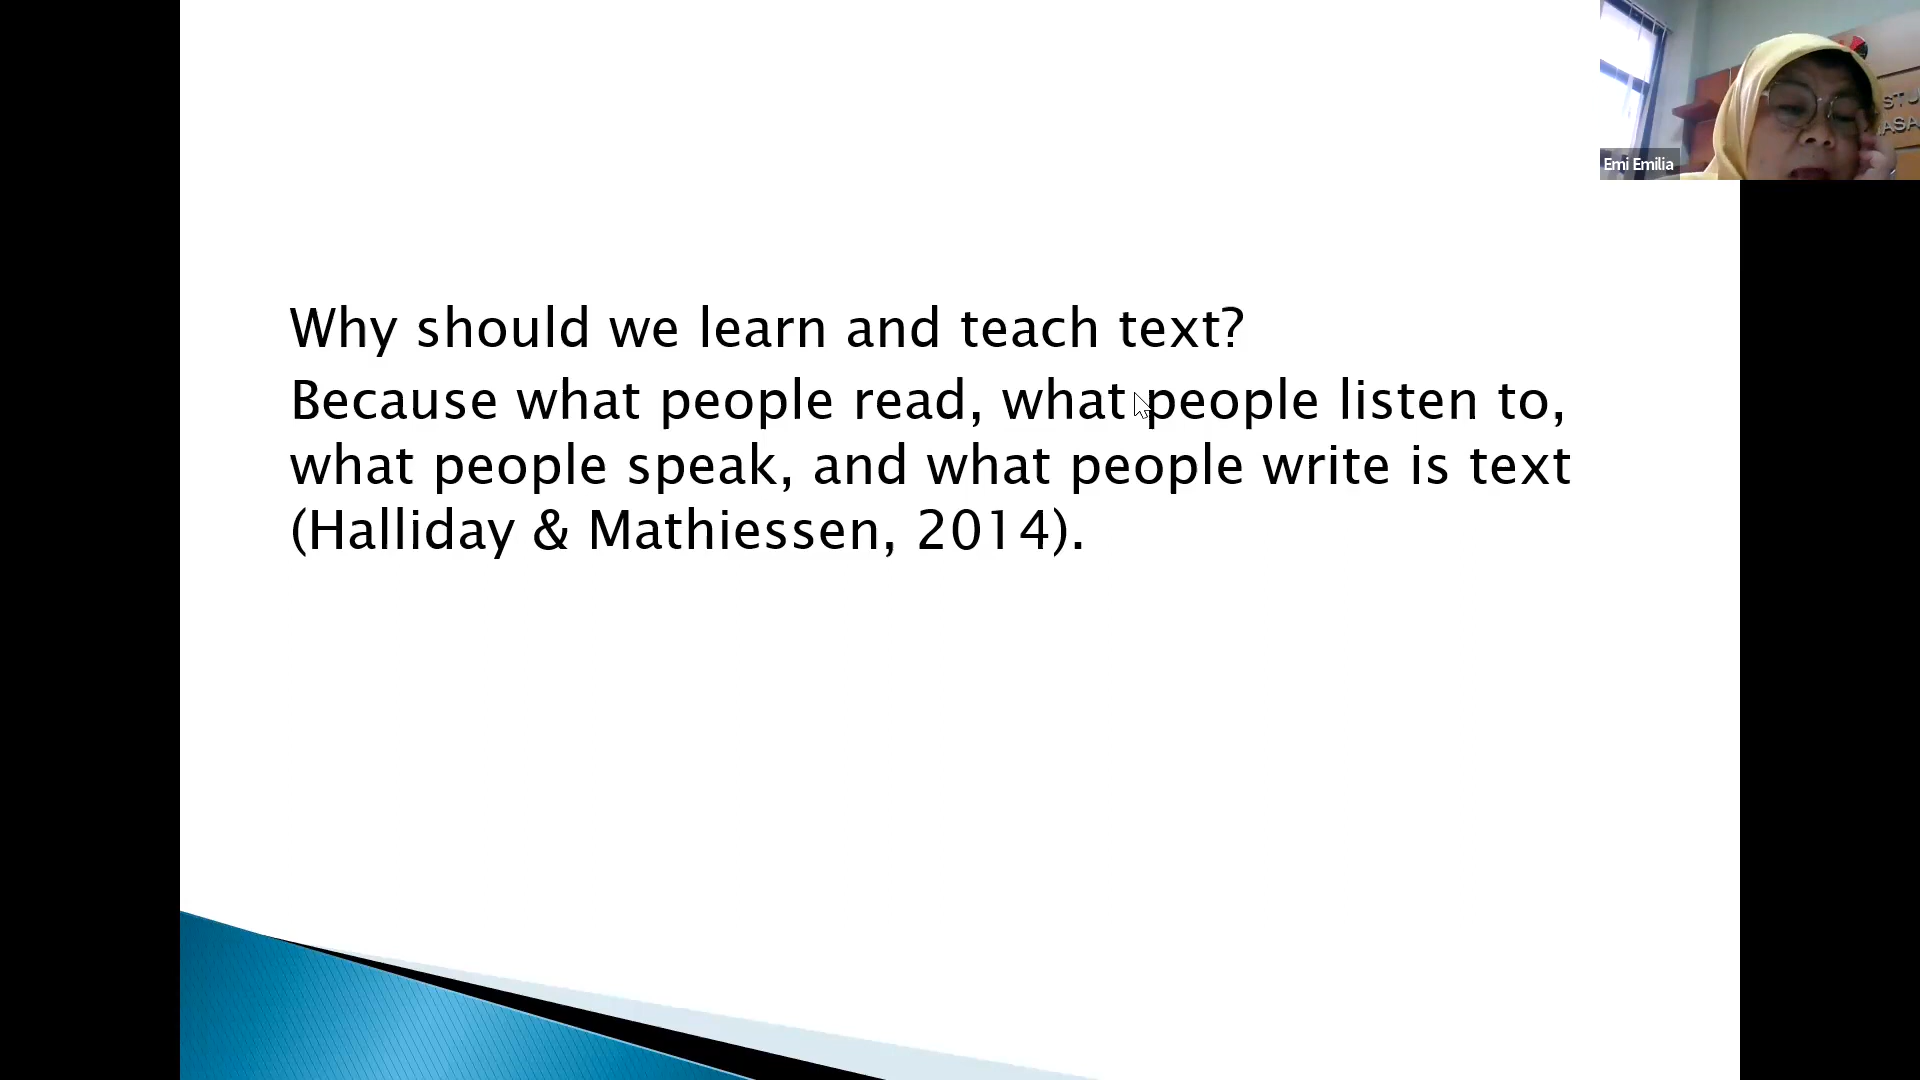 Why should we learn and teach text?
Because what people read, what people listen to,
what people speak, and what people write is text
(Halliday & Mathiessen, 2014).
Emi Emilia